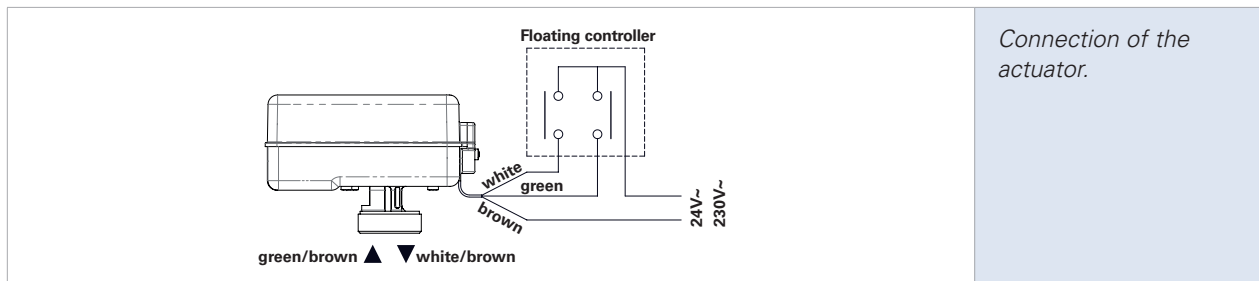 Floating controller
Connection of the
actuator.
white
green
brown
24V~
230V~
green/brown ▲ ▼ white/brown